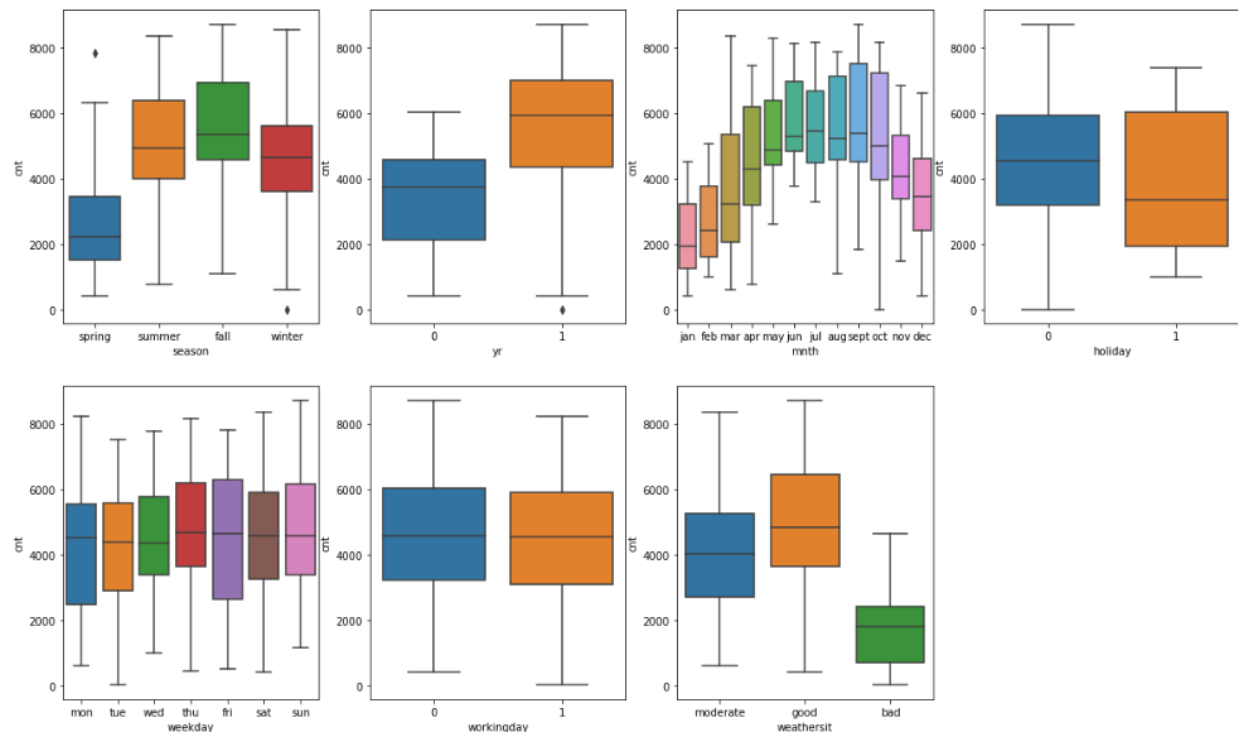 cnt
8000
6000
4000
2000
0
spring summer fall winter
season
cnt
8000
6000
4000
2000
0
0 1
yr
cnt
8000
6000
4000
2000
0
jan feb mar apr may jun jul aug sept oct nov dec
mnth
cnt
8000
6000
4000
2000
0
0 1
holiday
cnt
8000
6000
4000
2000
0
mon tue wed thu fri sat sun
weekday
cnt
8000
6000
4000
2000
0
0 1
workingday
cnt
8000
6000
4000
2000
0
moderate good bad
weathersit